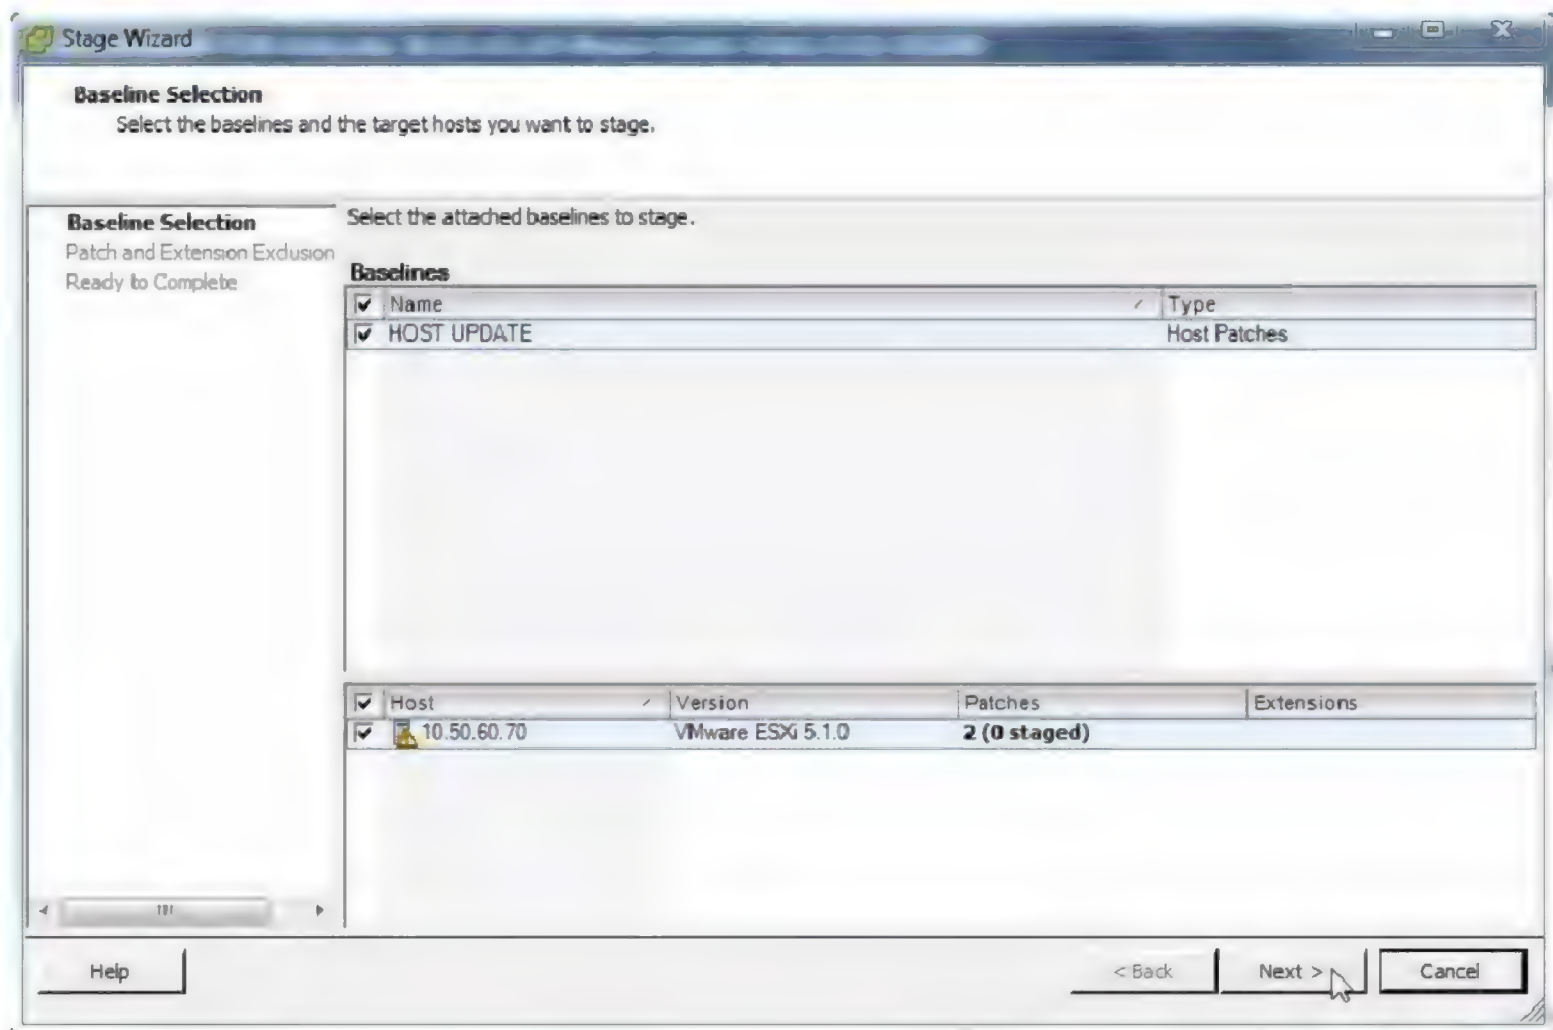 Stage Wizard
Baseline Selection
Select the baselines and the target hosts you want to stage.
Baseline Selection
Patch and Extension Exclusion
Ready to Complete
Select the attached baselines to stage.
Baselines
Name Type
HOST UPDATE Host Patches
Host Version Patches Extensions
10.50.60.70 VMware ESXi 5.1.0 2 (0 staged)
Help < Back Next > Cancel